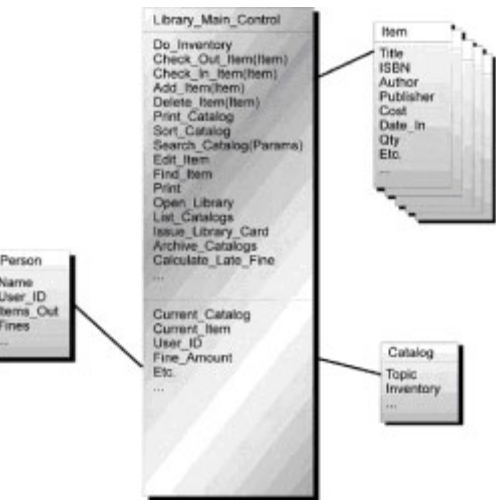 Library_Main_Control
Do_Inventory
Check_Out_Item(Item)
Check_In_Item(Item)
Add_Item(Item)
Delete_Item(Item)
Print_Catalog
Sort_Catalog
Search_Catalog(Params)
Edit_Item
Find_Item
Print
Open_Library
List_Catalogs
Issue_Library_Card
Archive_Catalogs
Calculate_Late_Fine
...
Current_Catalog
Current_Item
User_ID
Fine_Amount
Etc.
...
Item
Title
ISBN
Author
Publisher
Cost
Date_In
Qty
Etc.
...
Person
Name
User_ID
Items_Out
Fines
...
Catalog
Topic
Inventory
...